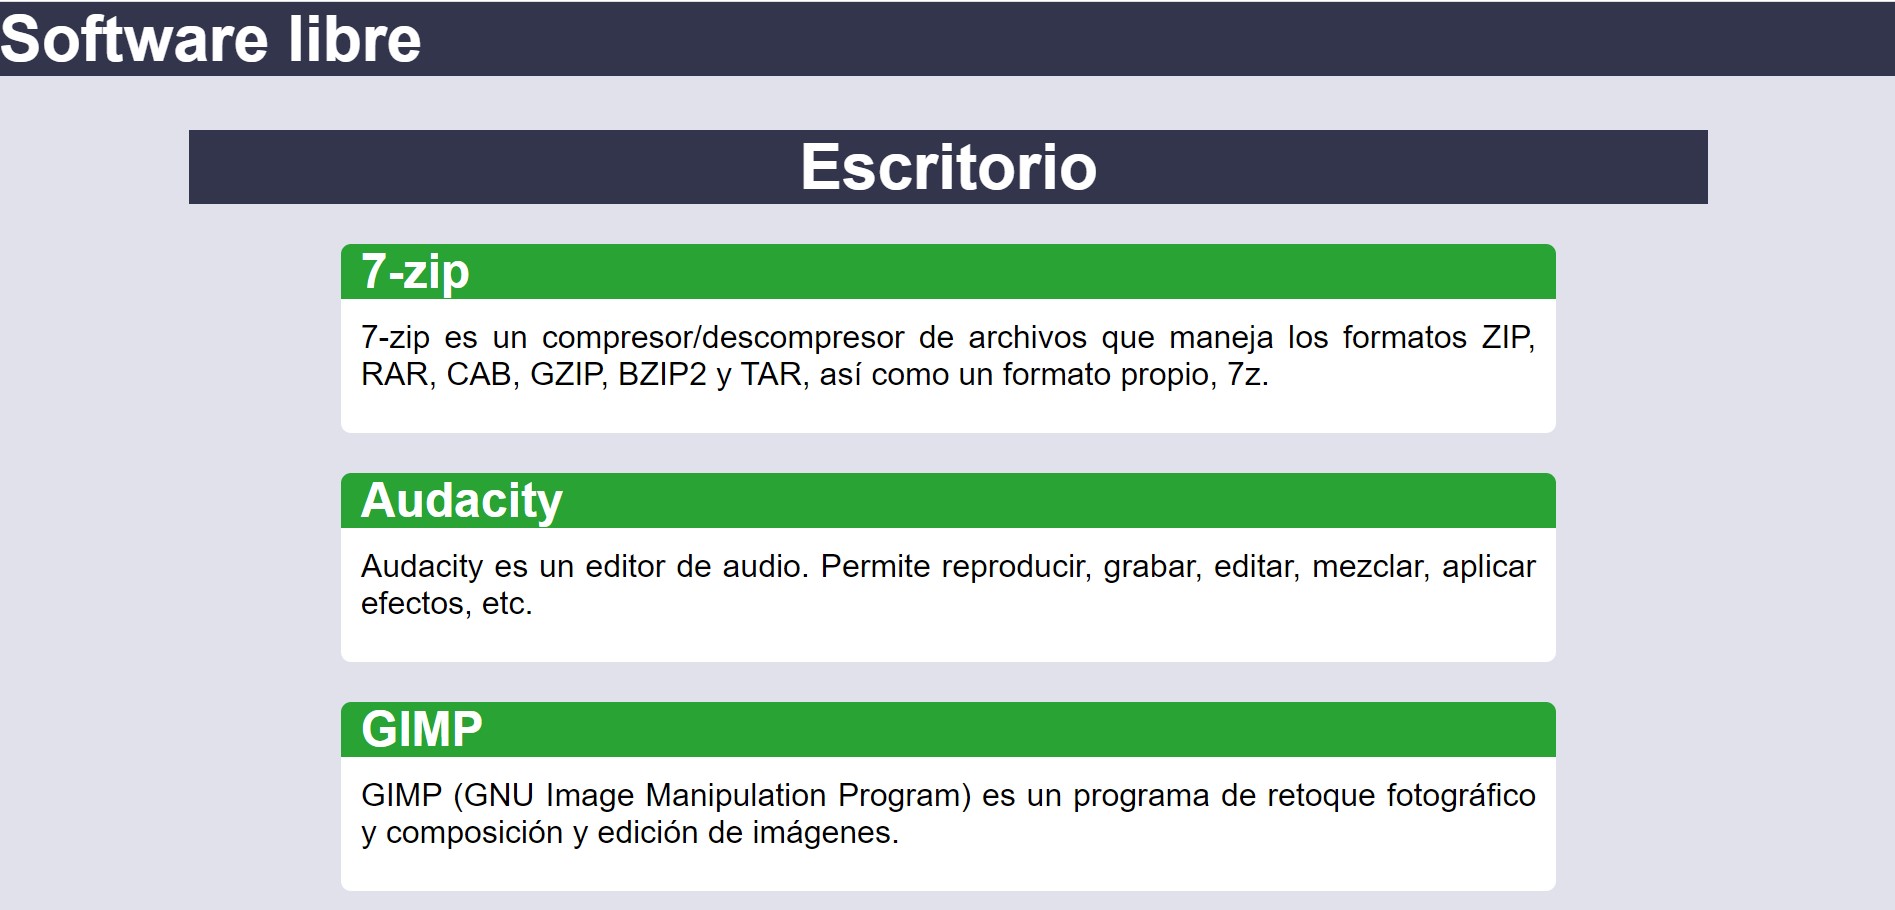 Software libre
Escritorio
7-zip
7-zip es un compresor/descompresor de archivos que maneja los formatos ZIP,
RAR, CAB, GZIP, BZIP2 y TAR, así como un formato propio, 7z.
Audacity
Audacity es un editor de audio. Permite reproducir, grabar, editar, mezclar, aplicar
efectos, etc.
GIMP
GIMP (GNU Image Manipulation Program) es un programa de retoque fotográfico
y composición y edición de imágenes.